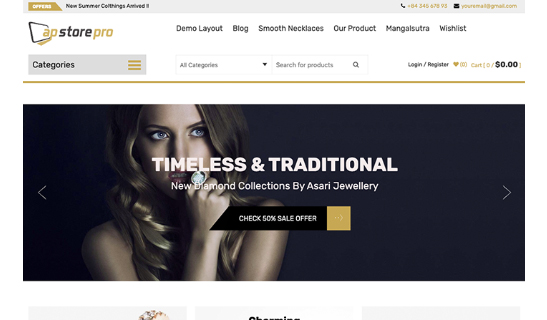 OFFERS New Summer Colthings Arrived !! +94 245 678 93 youremail@gmail.com
ap store pro
Demo Layout Blog Smooth Necklaces Our Product Mangalsutra Wishlist
Categories All Categories Search for products Login / Register (0) Cart [ 0 / $0.00 ]
TIMELESS & TRADITIONAL
New Diamond Collections By Asari Jewellery
CHECK 50% SALE OFFER
Charming